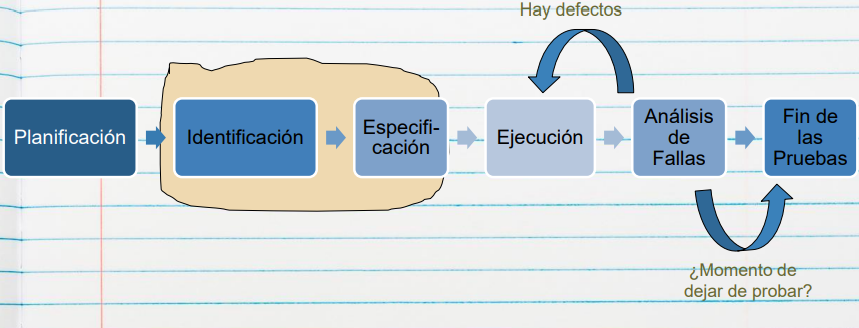 Hay defectos
Planificación
Identificación
Especifi-
cación
Ejecución
Análisis
de
Fallas
Fin de
las
Pruebas
¿Momento de
dejar de probar?